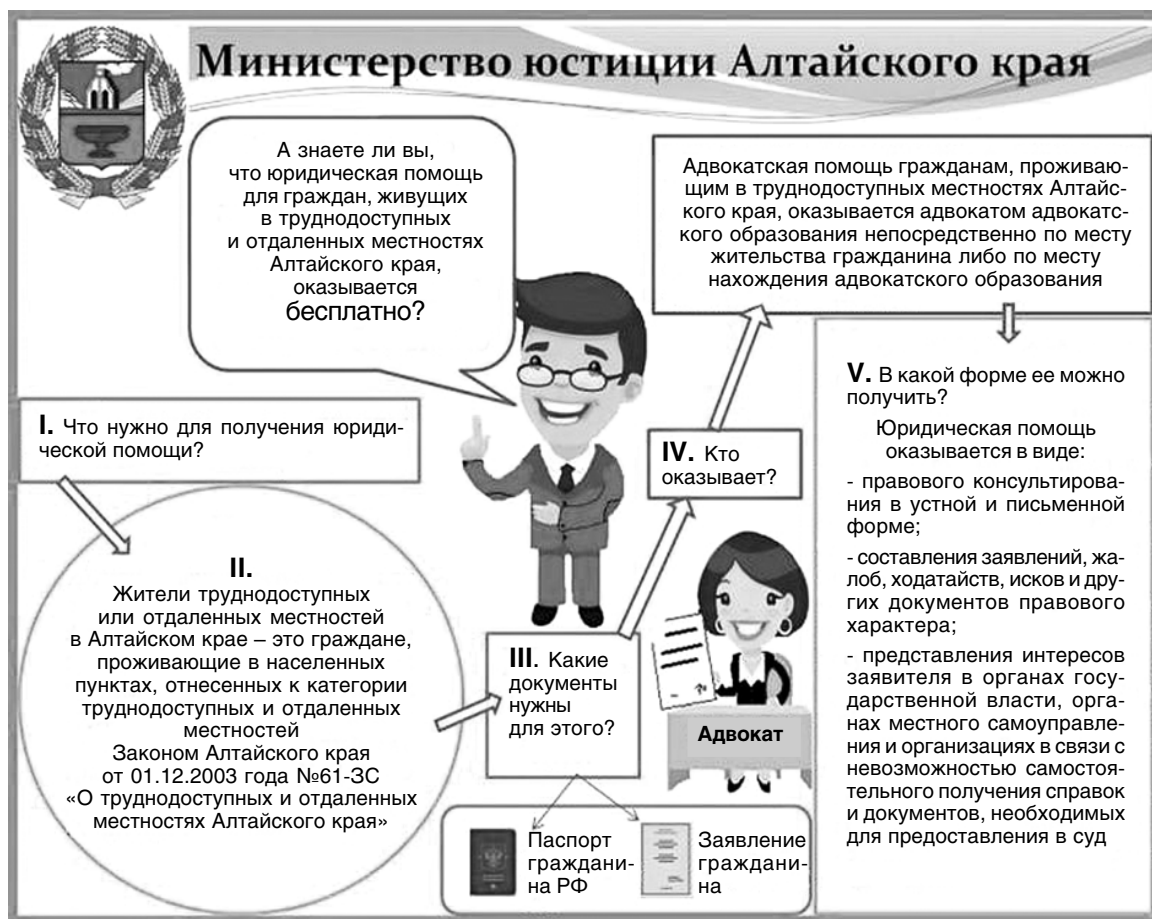 Министерство юстиции Алтайского края
А знаете ли вы,
что юридическая помощь
для граждан, живущих
в труднодоступных
и отдаленных местностях
Алтайского края,
оказывается
бесплатно?
I. Что нужно для получения юриди-
ческой помощи?
II.
Жители труднодоступных
или отдаленных местностей
в Алтайском крае – это граждане,
проживающие в населенных
пунктах, отнесенных к категории
труднодоступных и отдаленных
местностей
Законом Алтайского края
от 01.12.2003 года №61-ЗС
«О труднодоступных и отдаленных
местностях Алтайского края»
III. Какие
документы
нужны
для этого?
Паспорт
граждани-
на РФ
Заявление
граждани-
на
IV. Кто
оказывает?
Адвокат
Адвокатская помощь гражданам, проживаю-
щим в труднодоступных местностях Алтайс-
кого края, оказывается адвокатом адвокатс-
кого образования непосредственно по месту
жительства гражданина либо по месту
нахождения адвокатского образования
V. В какой форме ее можно
получить?
Юридическая помощь
оказывается в виде:
- правового консультирова-
ния в устной и письменной
форме;
- составления заявлений, жа-
лоб, ходатайств, исков и дру-
гих документов правового
характера;
- представления интересов
заявителя в органах госу-
дарственной власти, орга-
нах местного самоуправле-
ния и организациях в связи с
невозможностью самостоя-
тельного получения справок
и документов, необходимых
для предоставления в суд